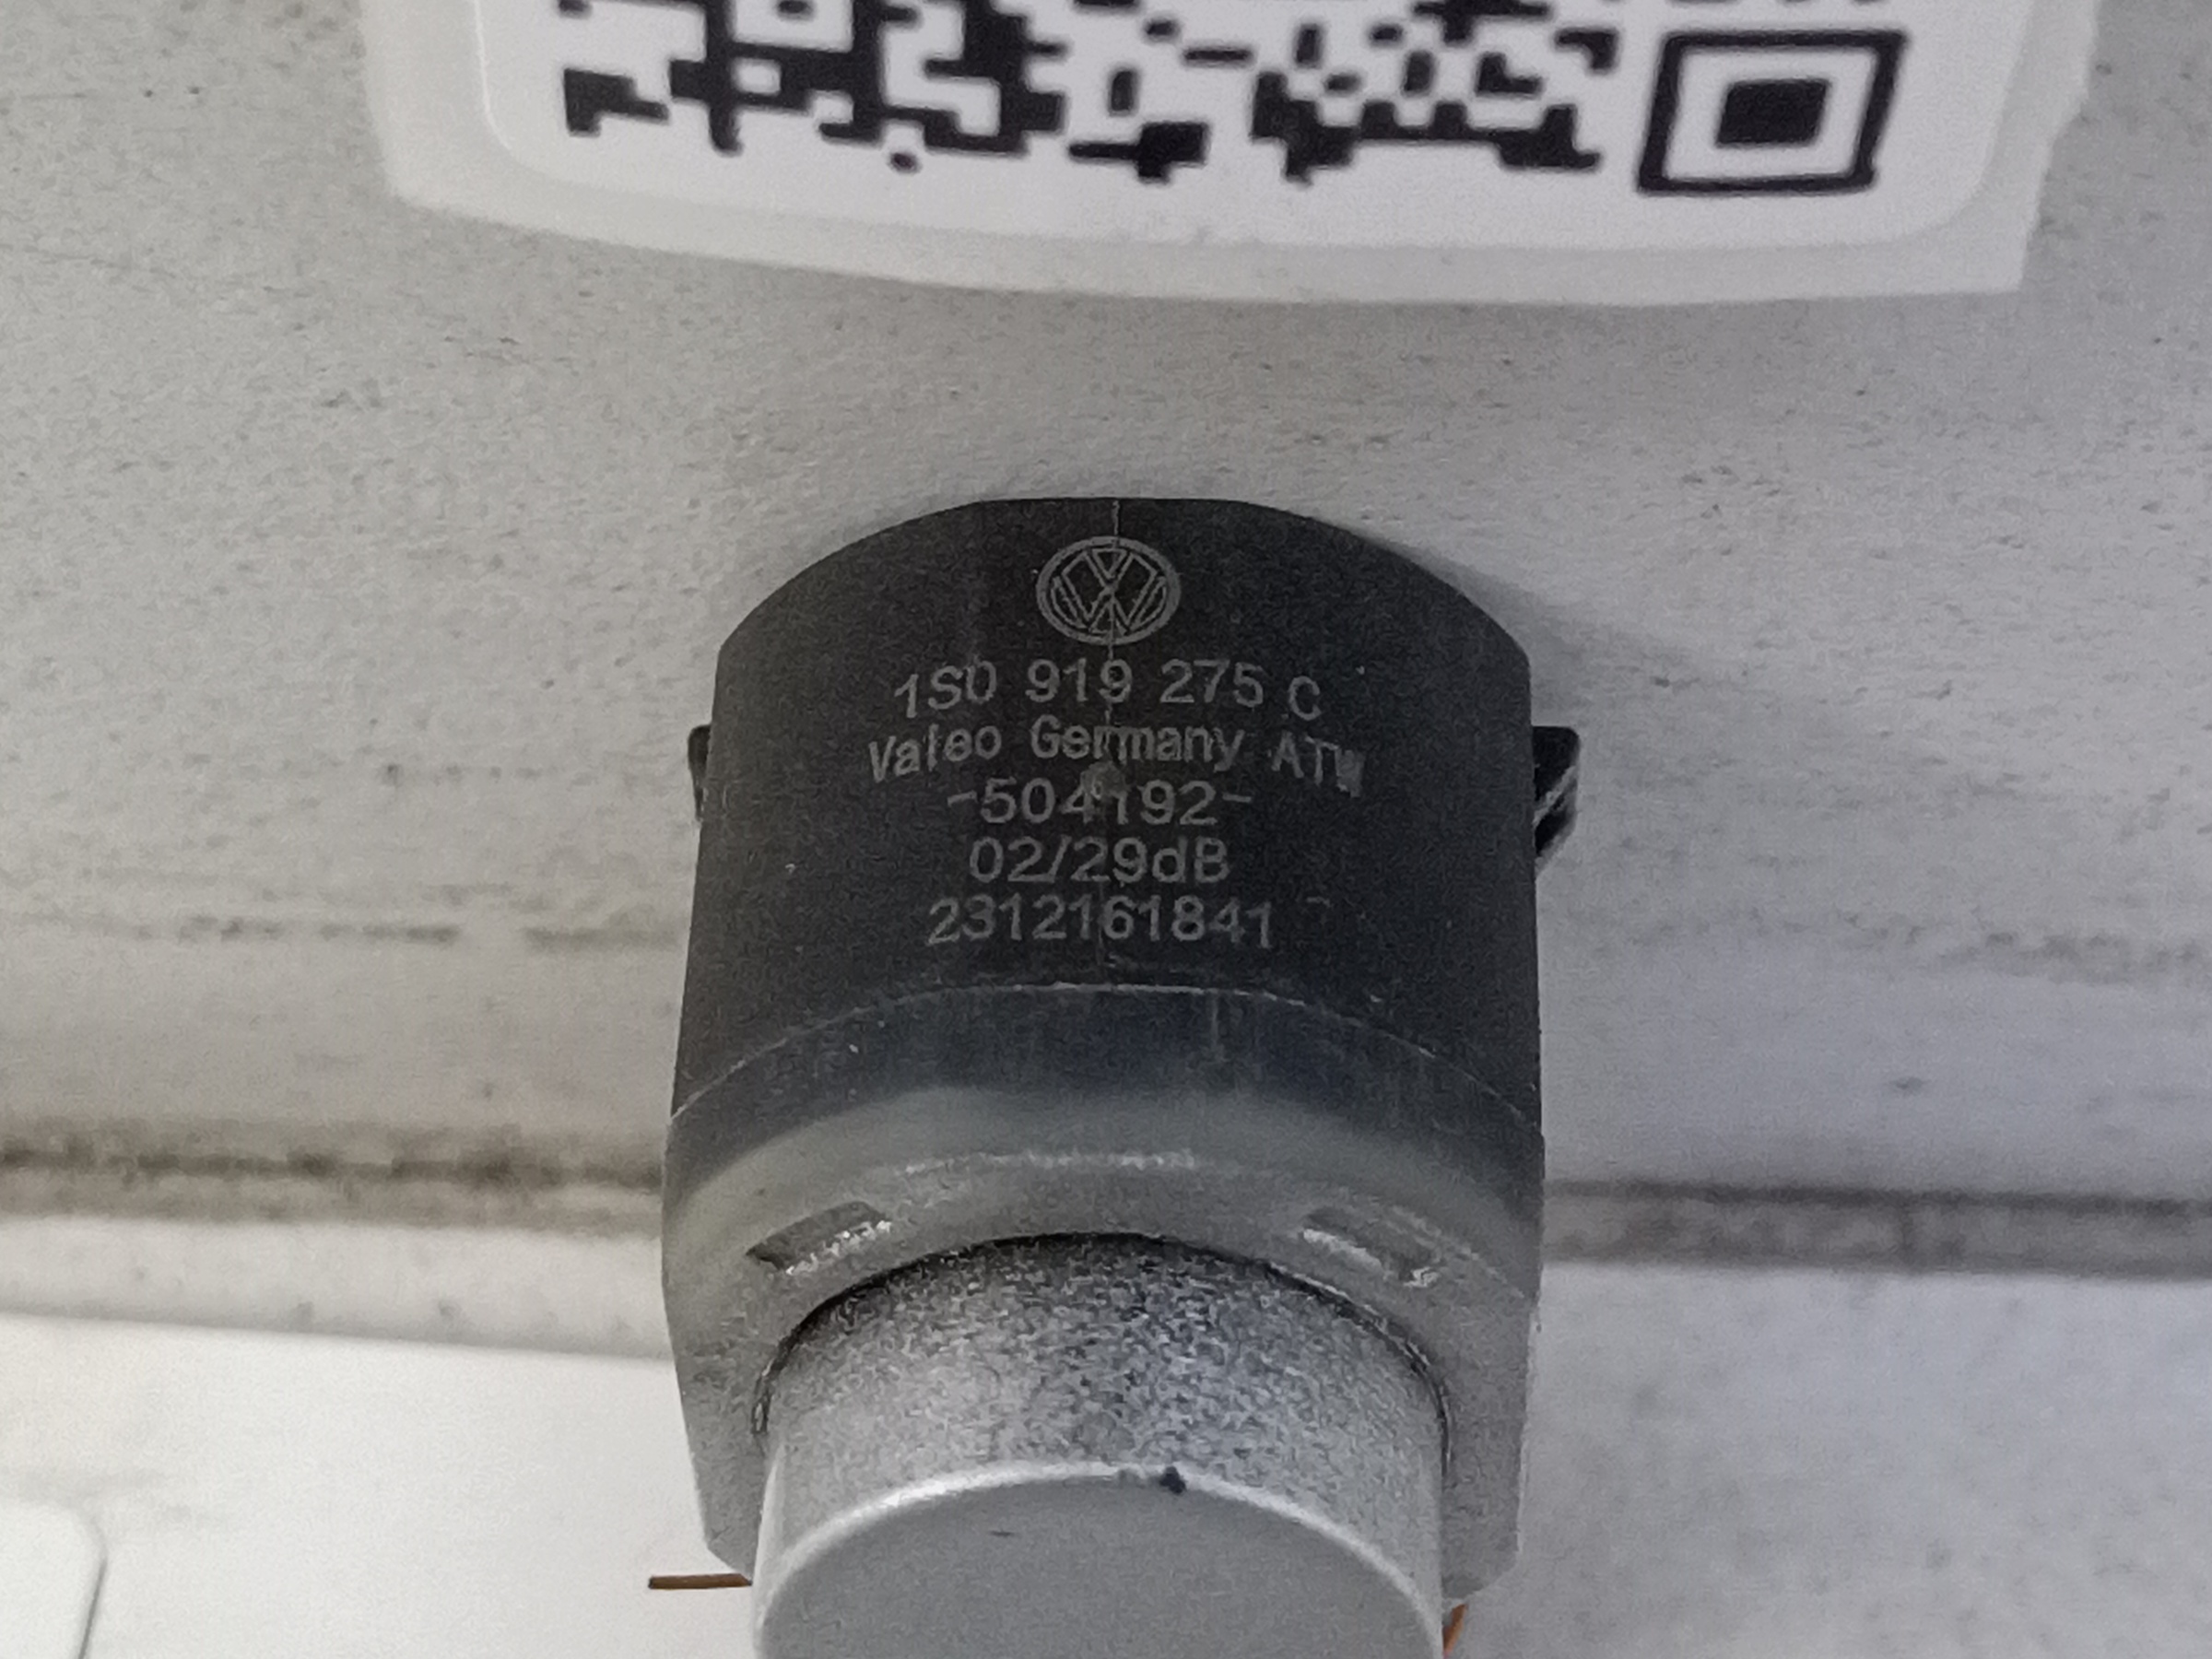 1S0 919 275 C
Valeo Germany ATW
-504192-
02/29dB
2312161841